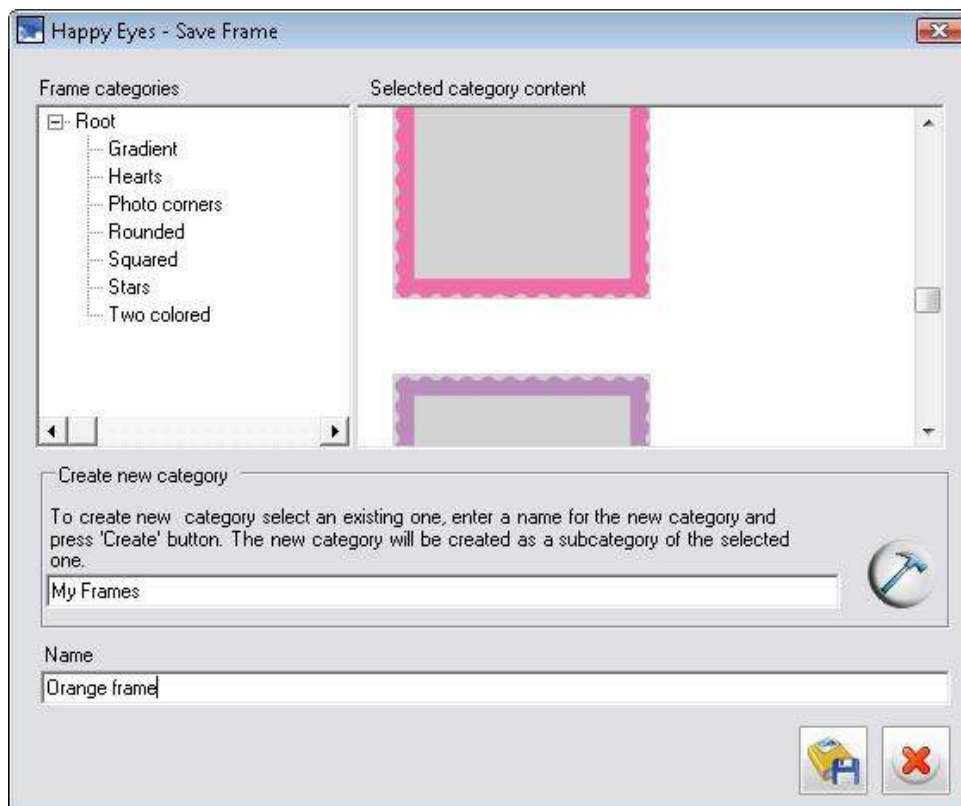 Happy Eyes - Save Frame
Frame categories
Selected category content
Root
Gradient
Hearts
Photo corners
Rounded
Squared
Stars
Two colored
Create new category
To create new  category select an existing one, enter a name for the new category and
press 'Create' button. The new category will be created as a subcategory of the selected
one.
My Frames
Name
Orange frame